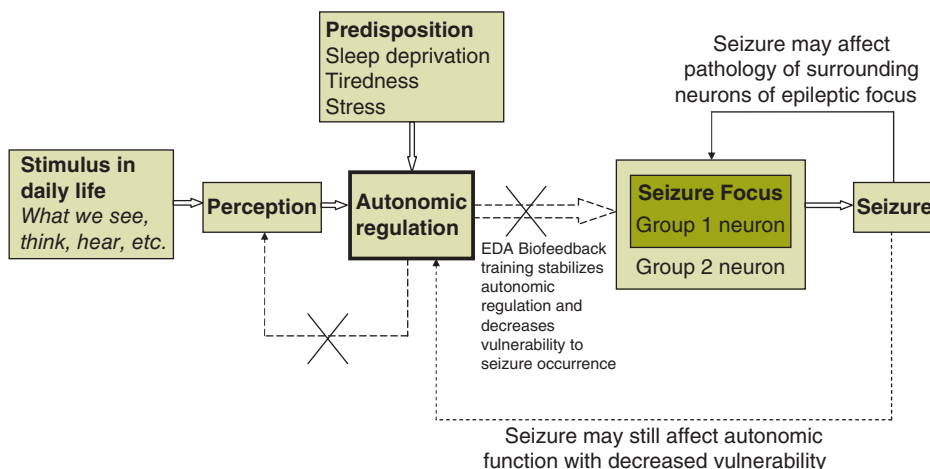 Predisposition
Sleep deprivation
Tiredness
Stress
Seizure may affect
pathology of surrounding
neurons of epileptic focus
Stimulus in
daily life
What we see,
think, hear, etc.
Perception
Autonomic
regulation
Seizure Focus
Group 1 neuron
Group 2 neuron
Seizure
EDA Biofeedback
training stabilizes
autonomic
regulation and
decreases
vulnerability to
seizure occurrence
Seizure may still affect autonomic
function with decreased vulnerability